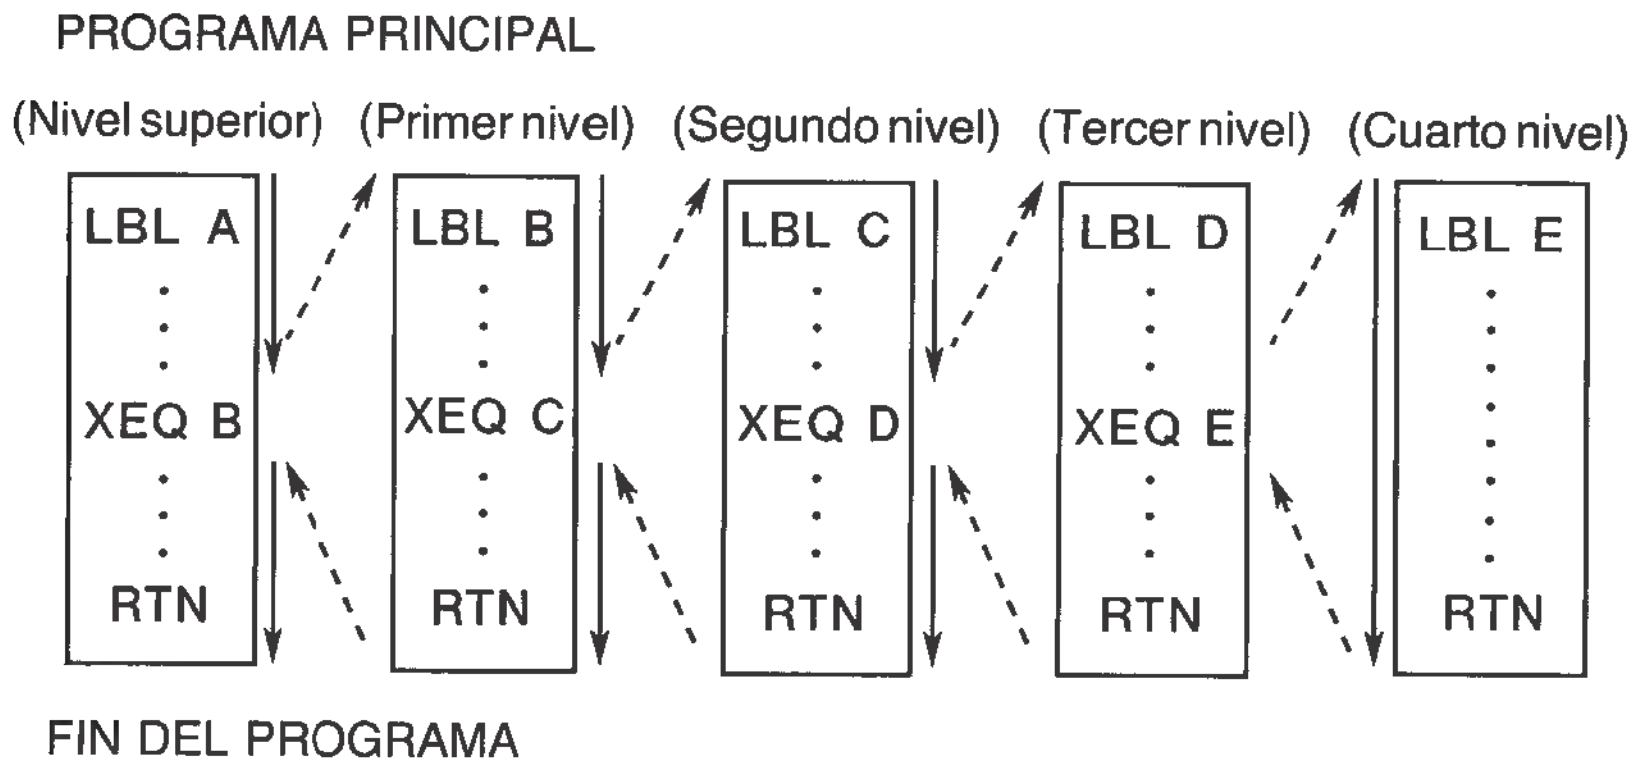 PROGRAMA PRINCIPAL
(Nivel superior) (Primer nivel) (Segundo nivel) (Tercer nivel) (Cuarto nivel)
LBL A LBL B LBL C LBL D LBL E
XEQ B XEQ C XEQ D XEQ E
RTN RTN RTN RTN RTN
FIN DEL PROGRAMA